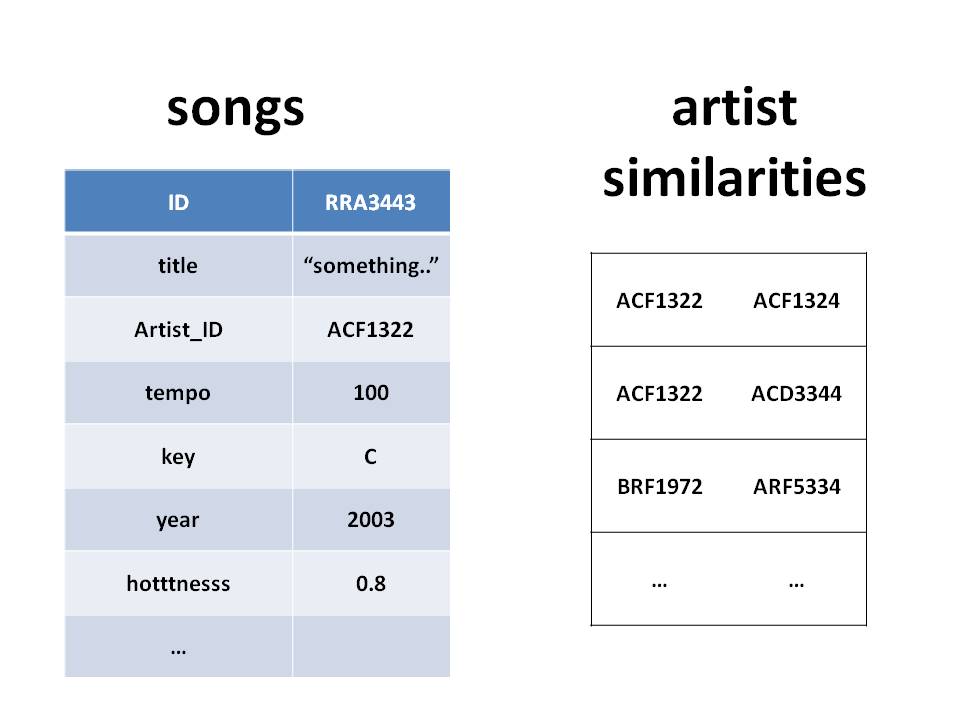 songs
ID RRA3443
title “something..”
Artist_ID ACF1322
tempo 100
key C
year 2003
hotttnesss 0.8
...
artist
similarities
ACF1322 ACF1324
ACF1322 ACD3344
BRF1972 ARF5334
... ...